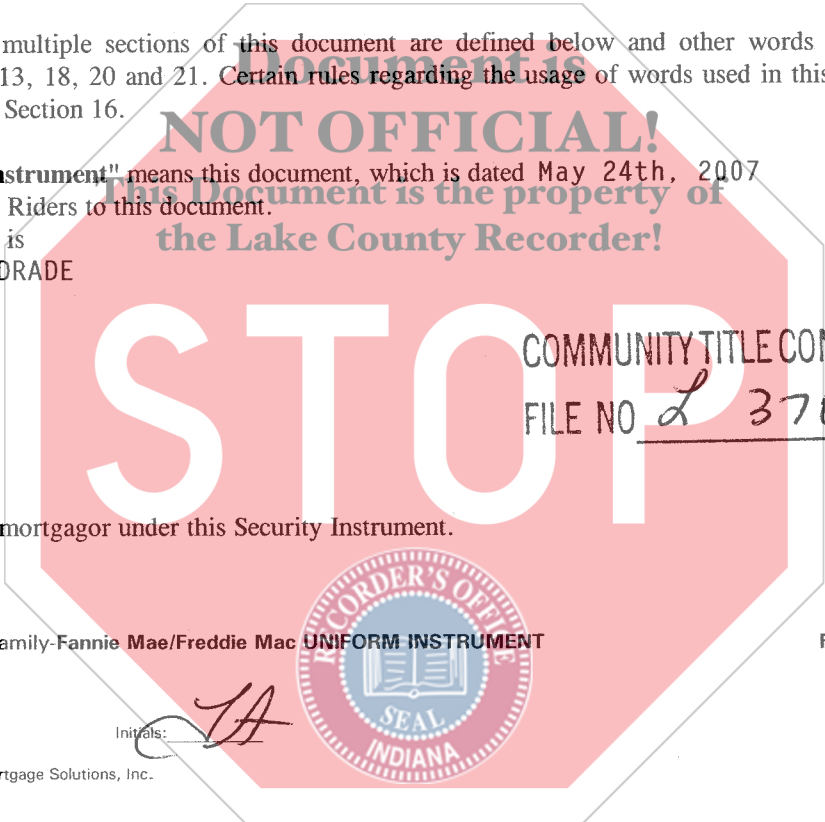 multiple sections of this document are defined below and other words
Document is
13, 18, 20 and 21. Certain rules regarding the usage of words used in this
Section 16.
NOT OFFICIAL!
strument" means this document, which is dated May 24th, 2007
This Document is the property of
Riders to this document.
is
the Lake County Recorder!
DRADE
STOP
COMMUNITY TITLE CO
FILE NO L 37
mortgagor under this Security Instrument.
RECORDER'S OFFICE
amily-Fannie Mae/Freddie Mac UNIFORM INSTRUMENT
SEAL
INDIANA
Initials: TA
rtgage Solutions, Inc.